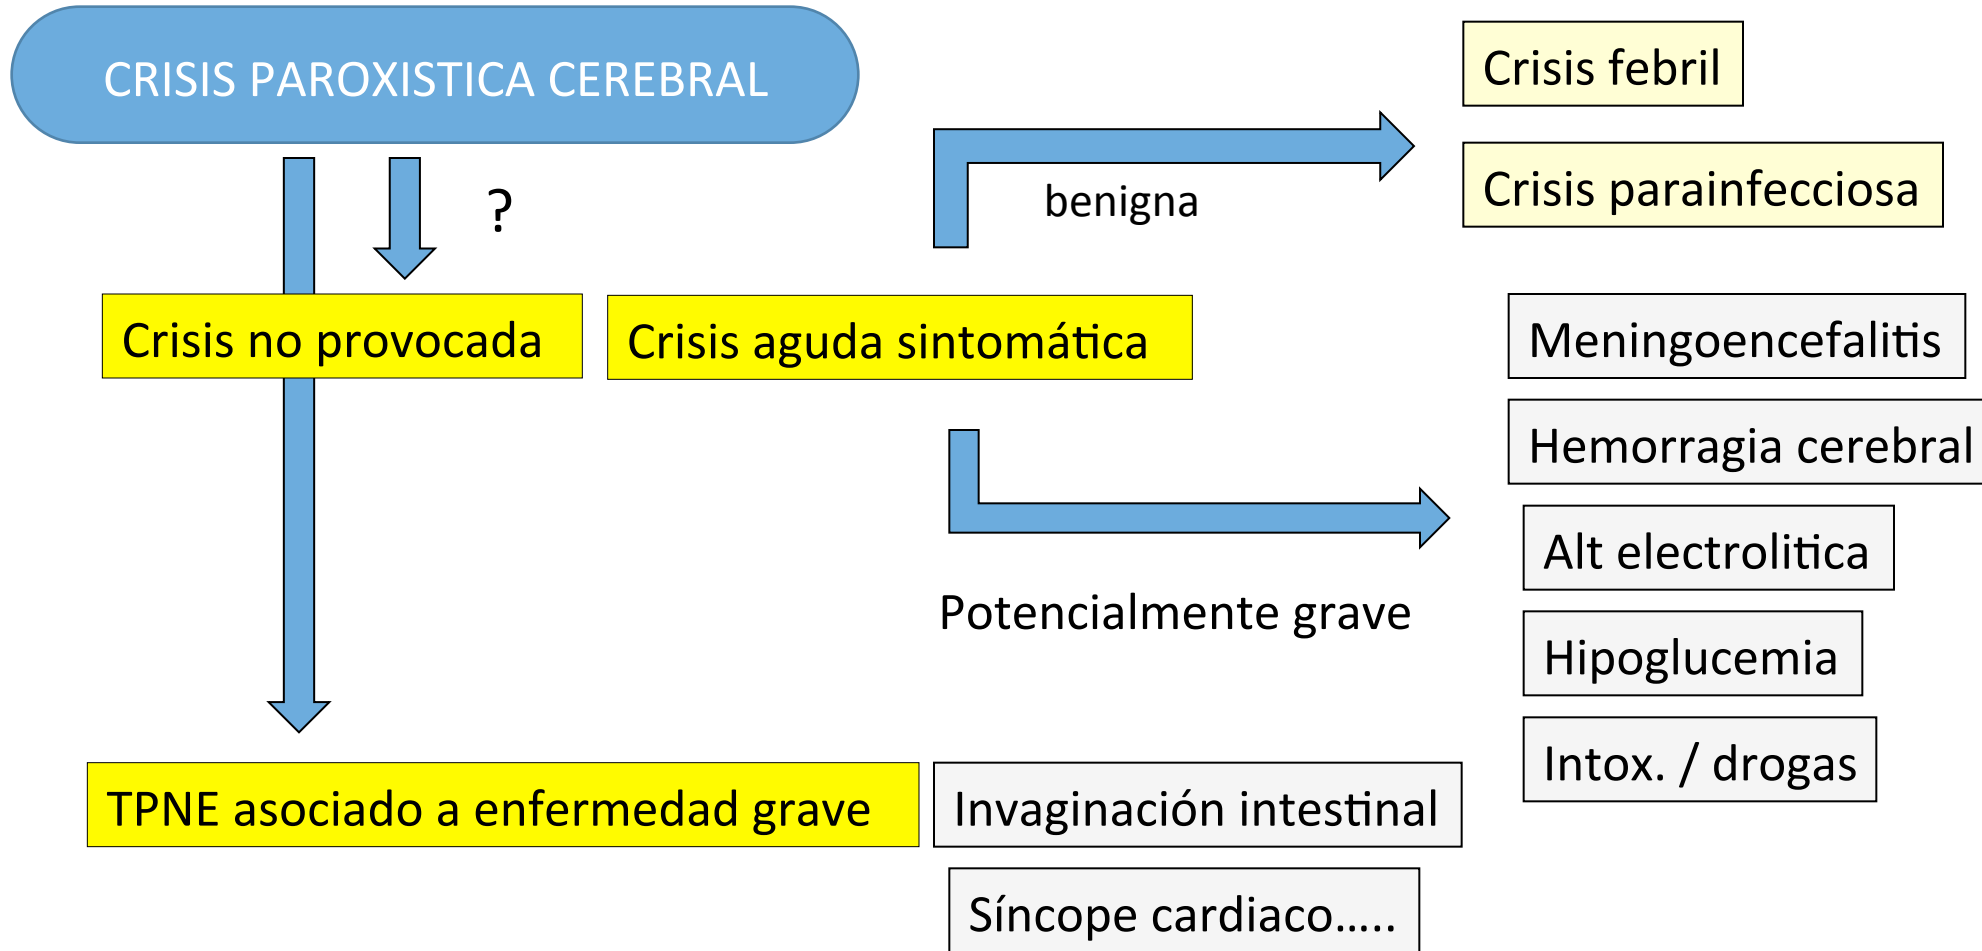 CRISIS PAROXISTICA CEREBRAL
?
Crisis no provocada
Crisis aguda sintomática
benigna
Crisis febril
Crisis parainfecciosa
Potencialmente grave
Meningoencefalitis
Hemorragia cerebral
Alt electrolitica
Hipoglucemia
Intox. / drogas
TPNE asociado a enfermedad grave
Invaginación intestinal
Síncope cardiaco.....